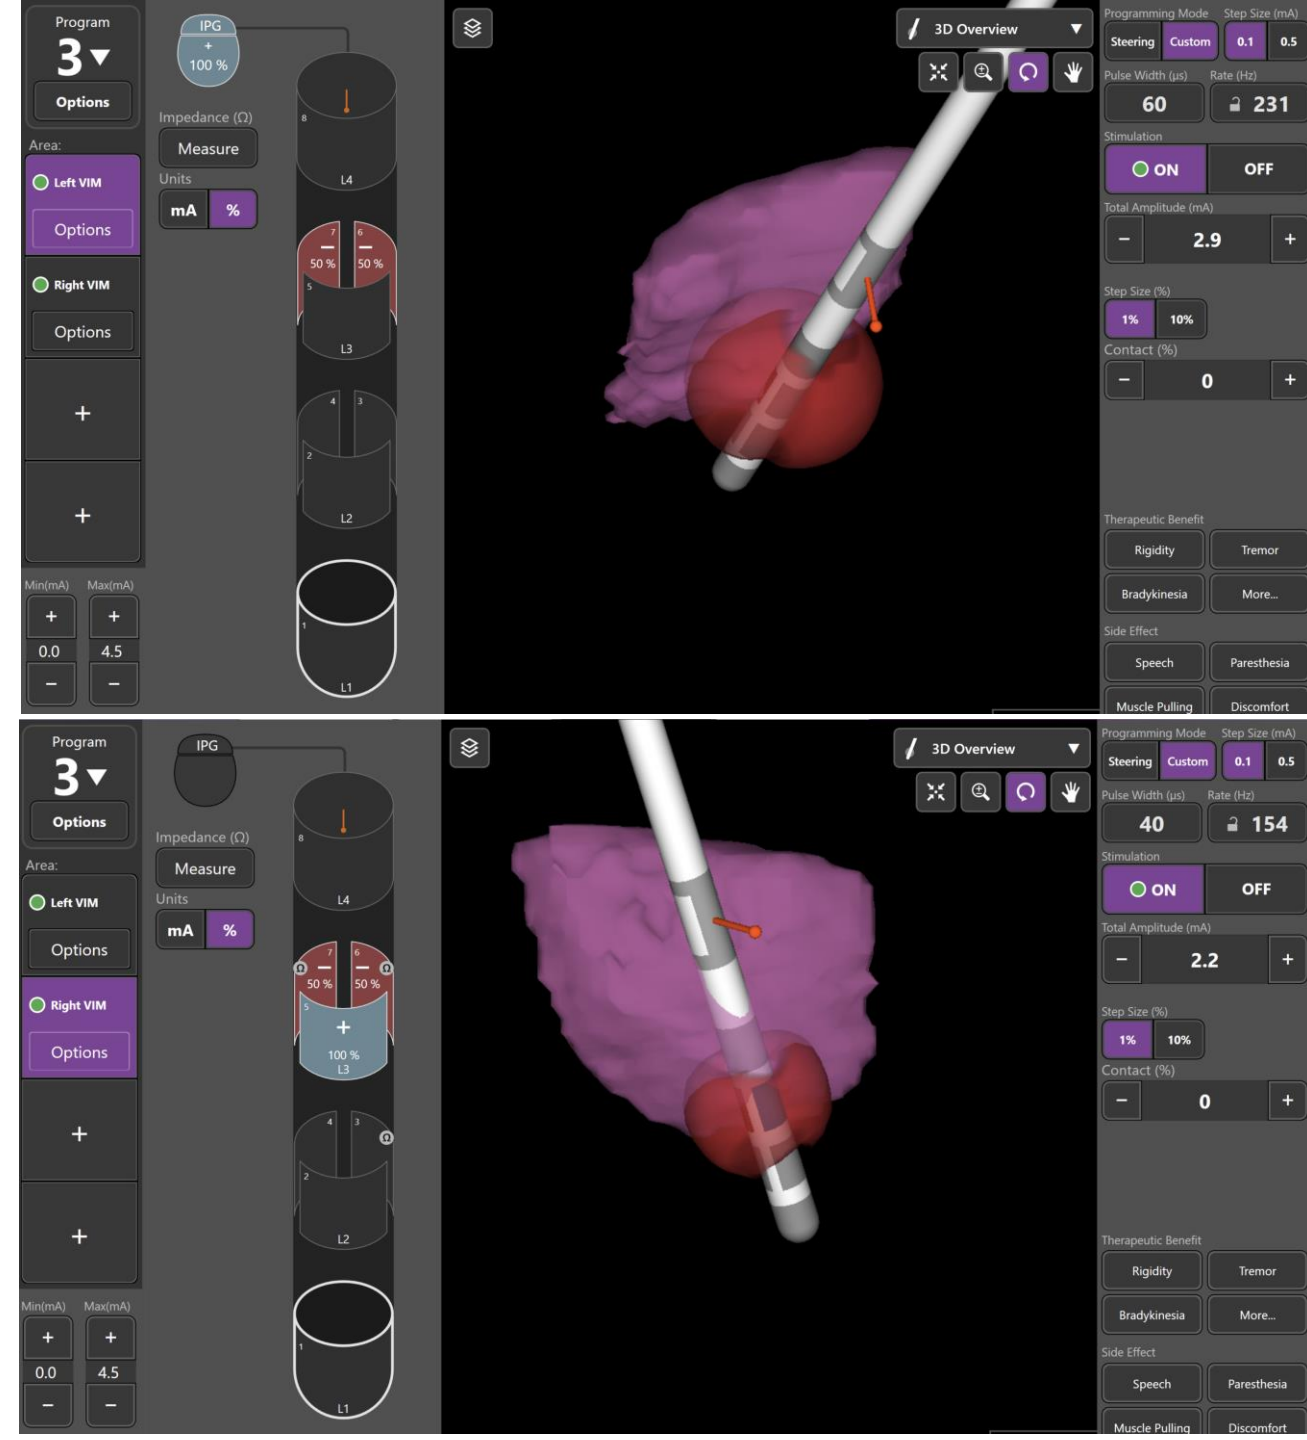 Program
3
Options
Area:
Left VIM
Options
Right VIM
Options
+
+
Min(mA) Max(mA)
+ +
0.0 4.5
− −
IPG
+
100 %
Impedance (Ω)
Measure
Units
mA %
8
L4
7 6
− −
50 % 50 %
5
L3
4 3
2
L2
1
L1
3D Overview
Programming Mode Step Size (mA)
Steering Custom 0.1 0.5
Pulse Width (µs) Rate (Hz)
60 231
Stimulation
ON OFF
Total Amplitude (mA)
− 2.9 +
Step Size (%)
1% 10%
Contact (%)
− 0 +
Therapeutic Benefit
Rigidity Tremor
Bradykinesia More...
Side Effect
Speech Paresthesia
Muscle Pulling Discomfort
Program
3
Options
Area:
Left VIM
Options
Right VIM
Options
+
+
Min(mA) Max(mA)
+ +
0.0 4.5
− −
IPG
Impedance (Ω)
Measure
Units
mA %
8
L4
7 6
Ω − − Ω
50 % 50 %
5
+
100 %
L3
4 3
Ω
2
L2
1
L1
3D Overview
Programming Mode Step Size (mA)
Steering Custom 0.1 0.5
Pulse Width (µs) Rate (Hz)
40 154
Stimulation
ON OFF
Total Amplitude (mA)
− 2.2 +
Step Size (%)
1% 10%
Contact (%)
− 0 +
Therapeutic Benefit
Rigidity Tremor
Bradykinesia More...
Side Effect
Speech Paresthesia
Muscle Pulling Discomfort